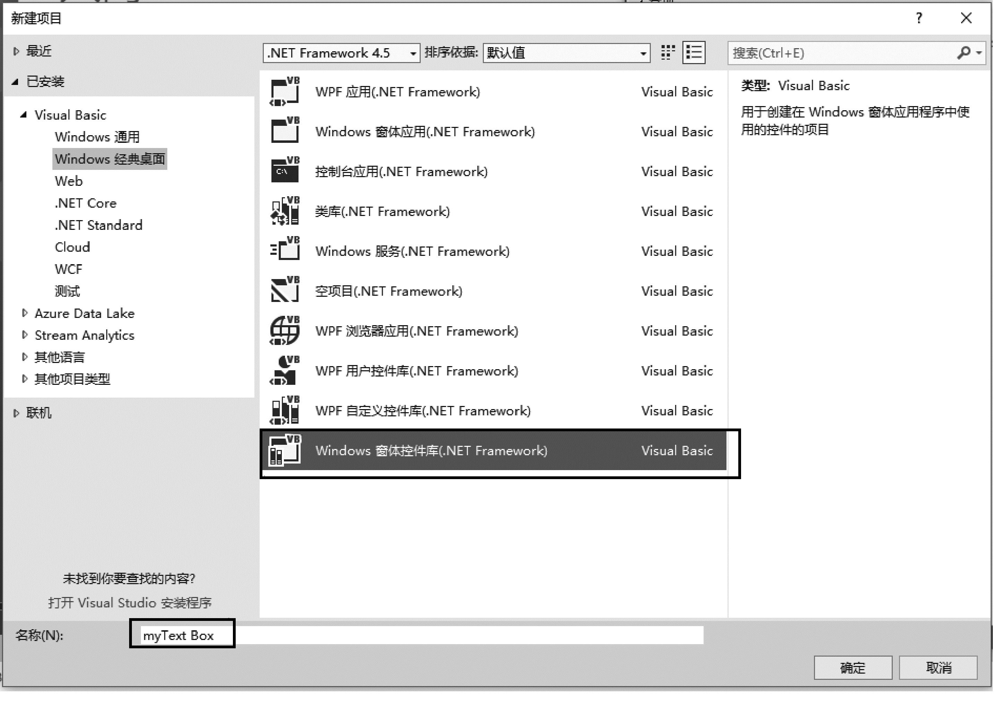 新建项目
?
最近
已安装
Visual Basic
Windows 通用
Windows 经典桌面
Web
.NET Core
.NET Standard
Cloud
WCF
测试
Azure Data Lake
Stream Analytics
其他语言
其他项目类型
联机
未找到你要查找的内容?
打开 Visual Studio 安装程序
.NET Framework 4.5 排序依据: 默认值
搜索(Ctrl+E)
VB WPF 应用(.NET Framework) Visual Basic
VB Windows 窗体应用(.NET Framework) Visual Basic
VB C:\ 控制台应用(.NET Framework) Visual Basic
VB 类库(.NET Framework) Visual Basic
VB Windows 服务(.NET Framework) Visual Basic
VB 空项目(.NET Framework) Visual Basic
VB WPF 浏览器应用(.NET Framework) Visual Basic
VB WPF 用户控件库(.NET Framework) Visual Basic
VB WPF 自定义控件库(.NET Framework) Visual Basic
VB Windows 窗体控件库(.NET Framework) Visual Basic
类型: Visual Basic
用于创建在 Windows 窗体应用程序中使
用的控件的项目
名称(N): myText Box
确定 取消